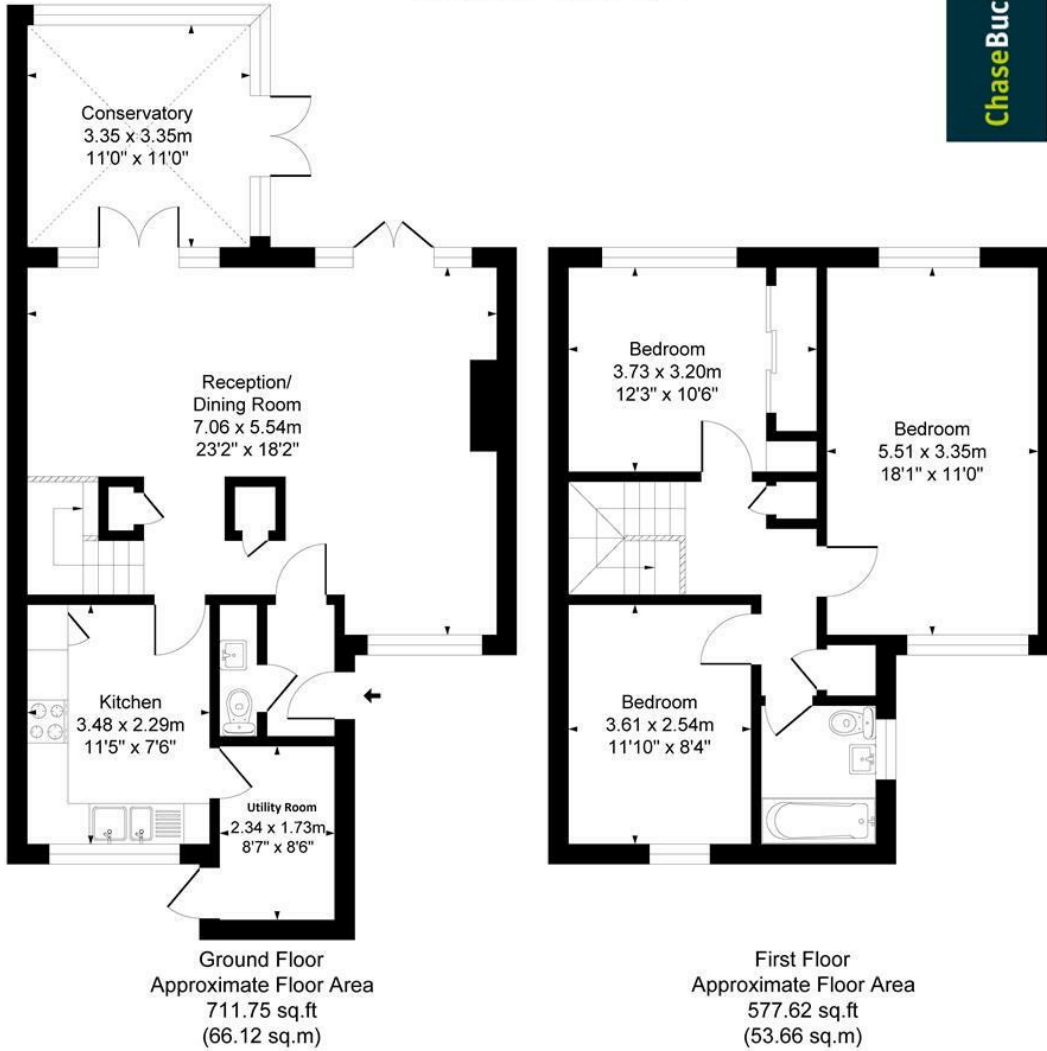 ChaseBuc
Conservatory
3.35 x 3.35m
11'0" x 11'0"
Reception/
Dining Room
7.06 x 5.54m
23'2" x 18'2"
Kitchen
3.48 x 2.29m
11'5" x 7'6"
Utility Room
2.34 x 1.73m
8'7" x 8'6"
Bedroom
3.73 x 3.20m
12'3" x 10'6"
Bedroom
5.51 x 3.35m
18'1" x 11'0"
Bedroom
3.61 x 2.54m
11'10" x 8'4"
Ground Floor
Approximate Floor Area
711.75 sq.ft
(66.12 sq.m)
First Floor
Approximate Floor Area
577.62 sq.ft
(53.66 sq.m)